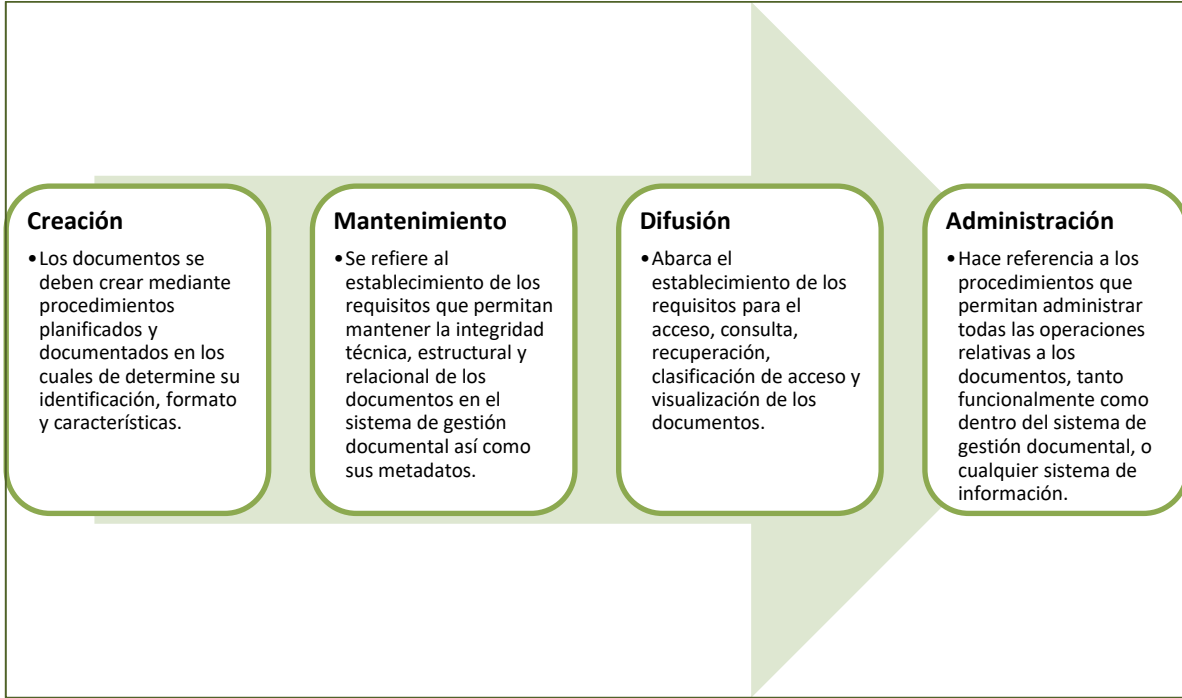 Creación
•Los documentos se
deben crear mediante
procedimientos
planificados y
documentados en los
cuales de determine su
identificación, formato
y características.
Mantenimiento
•Se refiere al
establecimiento de los
requisitos que permitan
mantener la integridad
técnica, estructural y
relacional de los
documentos en el
sistema de gestión
documental así como
sus metadatos.
Difusión
•Abarca el
establecimiento de los
requisitos para el
acceso, consulta,
recuperación,
clasificación de acceso y
visualización de los
documentos.
Administración
•Hace referencia a los
procedimientos que
permitan administrar
todas las operaciones
relativas a los
documentos, tanto
funcionalmente como
dentro del sistema de
gestión documental, o
cualquier sistema de
información.